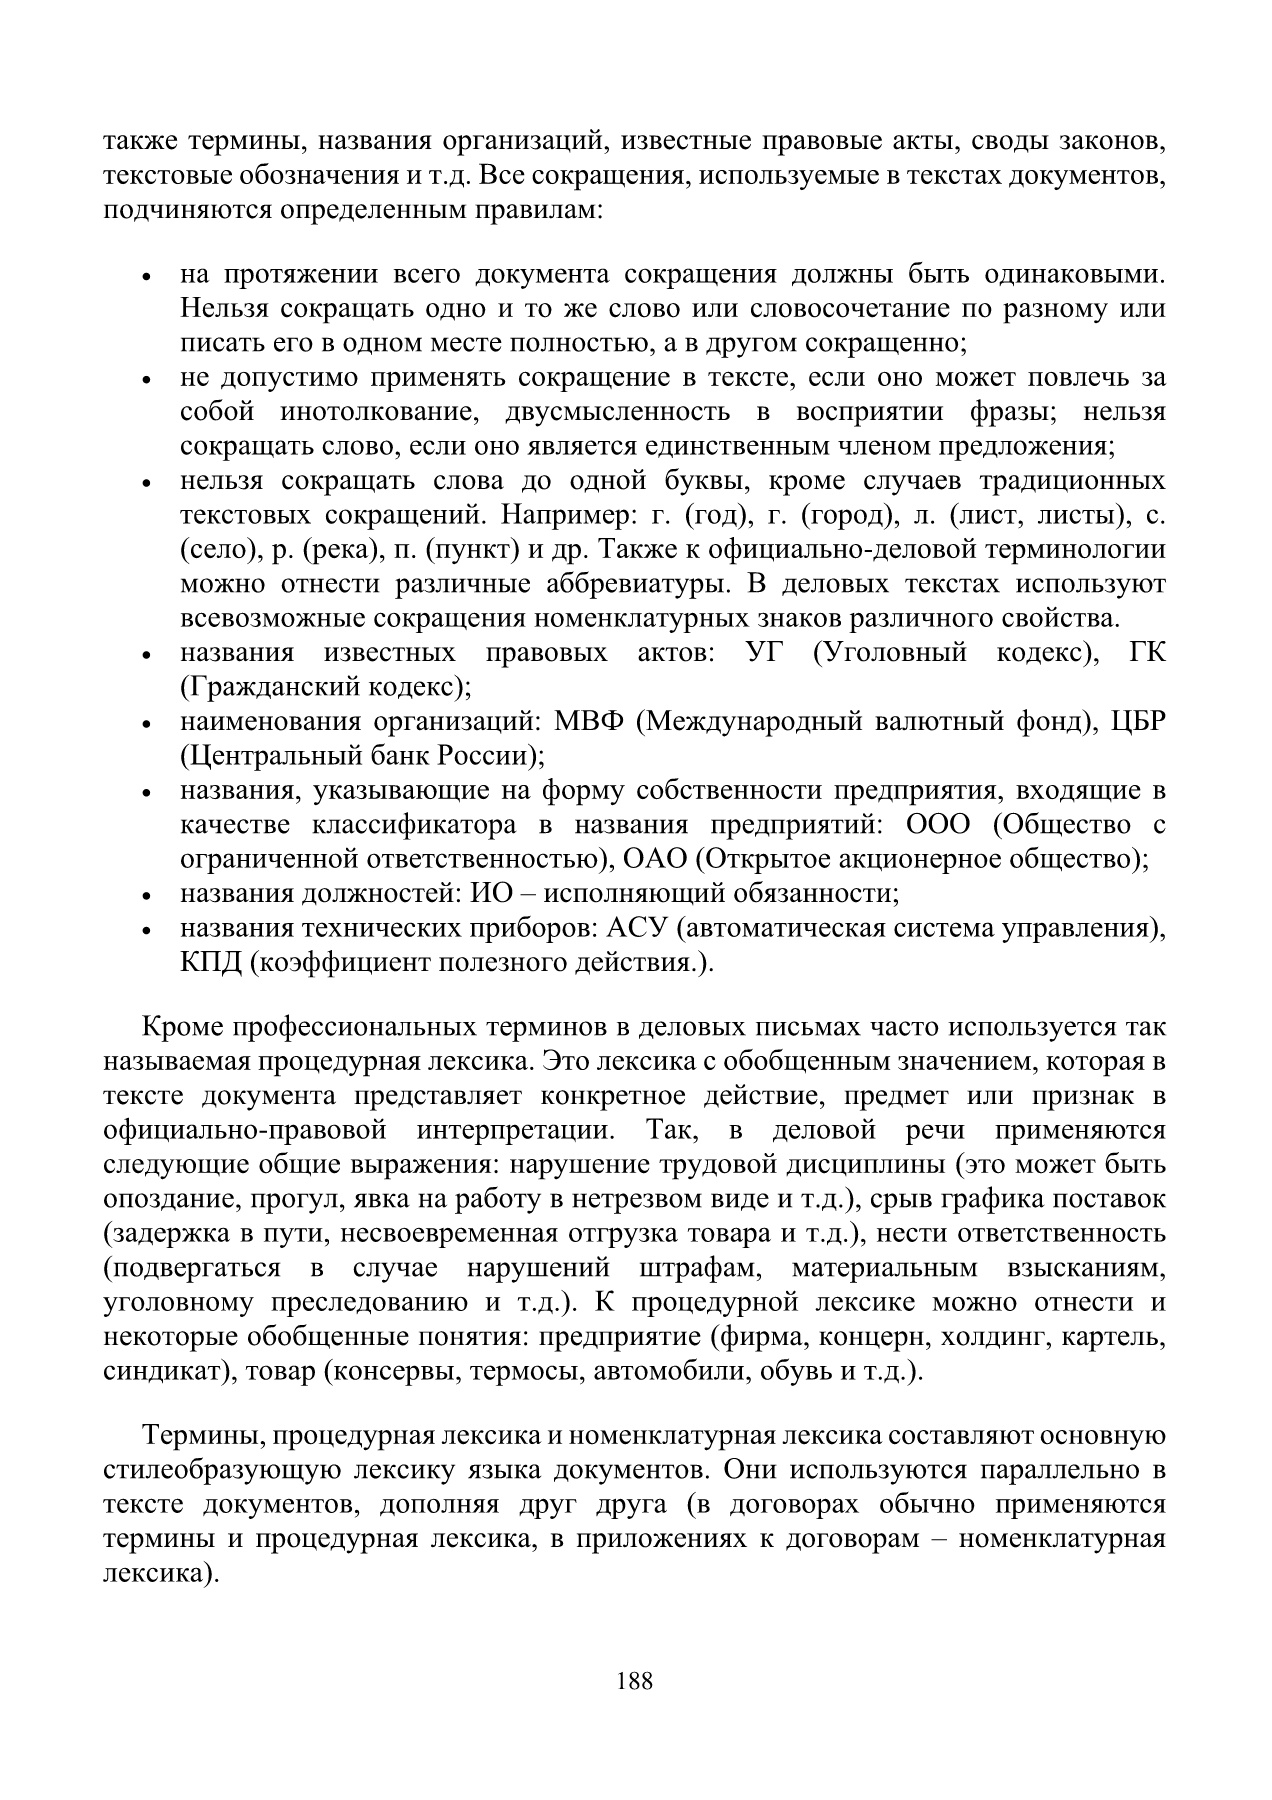 также термины, названия организаций, известные правовые акты, своды законов,
текстовые обозначения и т.д. Все сокращения, используемые в текстах документов,
подчиняются определенным правилам:
• на протяжении всего документа сокращения должны быть одинаковыми.
Нельзя сокращать одно и то же слово или словосочетание по разному или
писать его в одном месте полностью, а в другом сокращенно;
• не допустимо применять сокращение в тексте, если оно может повлечь за
собой инотолкование, двусмысленность в восприятии фразы; нельзя
сокращать слово, если оно является единственным членом предложения;
• нельзя сокращать слова до одной буквы, кроме случаев традиционных
текстовых сокращений. Например: г. (год), г. (город), л. (лист, листы), с.
(село), р. (река), п. (пункт) и др. Также к официально-деловой терминологии
можно отнести различные аббревиатуры. В деловых текстах используют
всевозможные сокращения номенклатурных знаков различного свойства.
• названия известных правовых актов: УГ (Уголовный кодекс), ГК
(Гражданский кодекс);
• наименования организаций: МВФ (Международный валютный фонд), ЦБР
(Центральный банк России);
• названия, указывающие на форму собственности предприятия, входящие в
качестве классификатора в названия предприятий: ООО (Общество с
ограниченной ответственностью), ОАО (Открытое акционерное общество);
• названия должностей: ИО – исполняющий обязанности;
• названия технических приборов: АСУ (автоматическая система управления),
КПД (коэффициент полезного действия.).
Кроме профессиональных терминов в деловых письмах часто используется так
называемая процедурная лексика. Это лексика с обобщенным значением, которая в
тексте документа представляет конкретное действие, предмет или признак в
официально-правовой интерпретации. Так, в деловой речи применяются
следующие общие выражения: нарушение трудовой дисциплины (это может быть
опоздание, прогул, явка на работу в нетрезвом виде и т.д.), срыв графика поставок
(задержка в пути, несвоевременная отгрузка товара и т.д.), нести ответственность
(подвергаться в случае нарушений штрафам, материальным взысканиям,
уголовному преследованию и т.д.). К процедурной лексике можно отнести и
некоторые обобщенные понятия: предприятие (фирма, концерн, холдинг, картель,
синдикат), товар (консервы, термосы, автомобили, обувь и т.д.).
Термины, процедурная лексика и номенклатурная лексика составляют основную
стилеобразующую лексику языка документов. Они используются параллельно в
тексте документов, дополняя друг друга (в договорах обычно применяются
термины и процедурная лексика, в приложениях к договорам – номенклатурная
лексика).
188